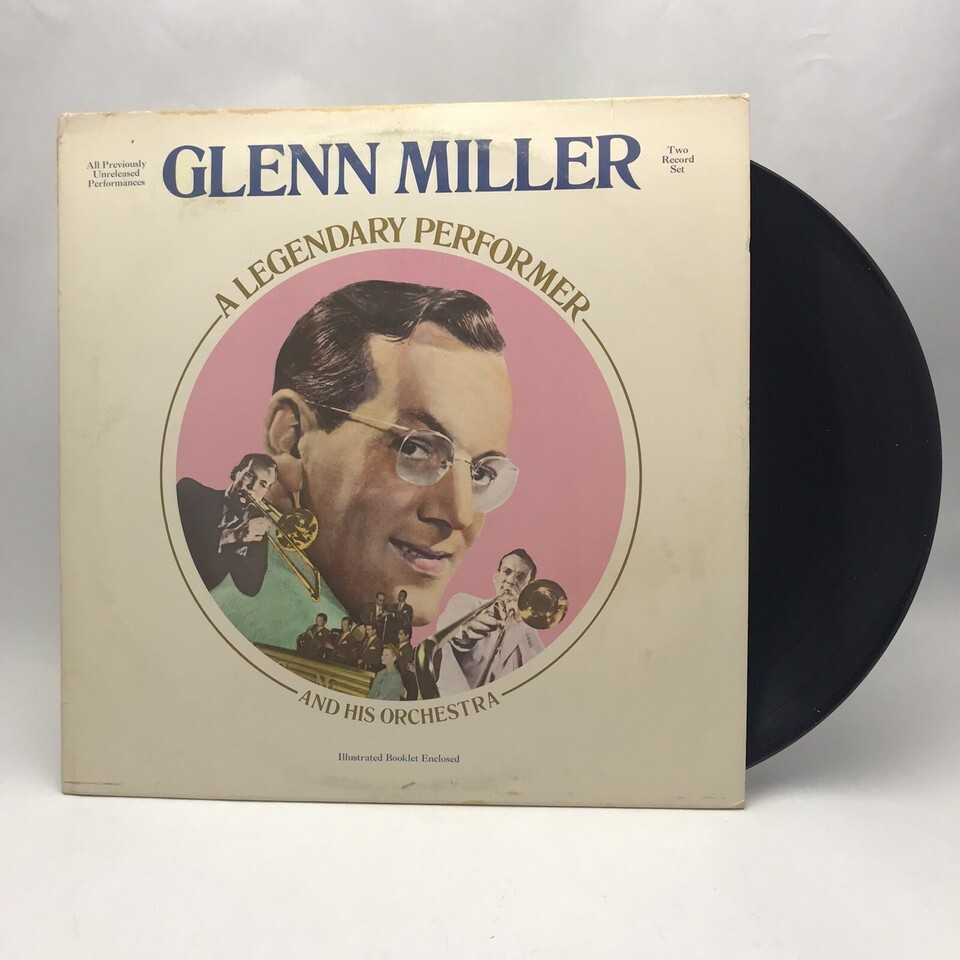 All Previously
Unreleased
Performances
GLENN MILLER
Two
Record
Set
A LEGENDARY PERFORMER
AND HIS ORCHESTRA
Illustrated Booklet Enclosed